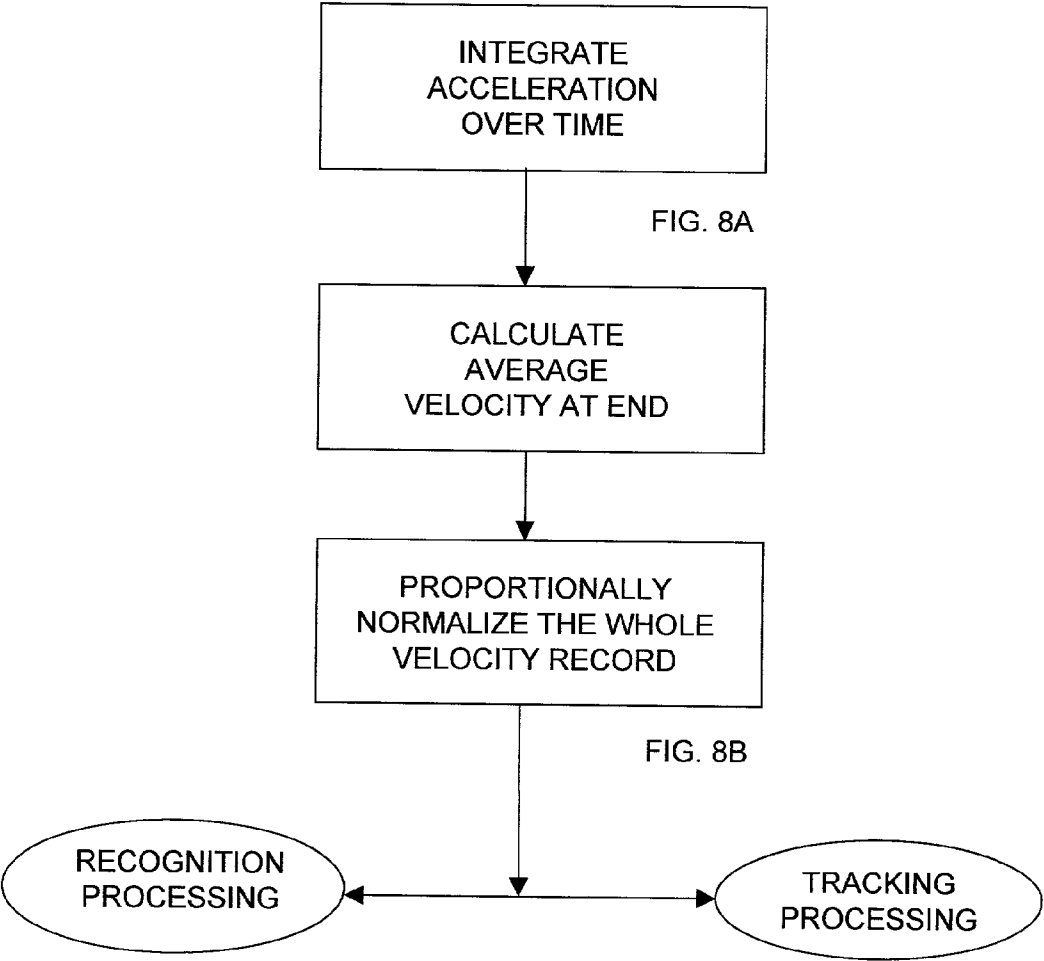 INTEGRATE
ACCELERATION
OVER TIME
FIG. 8A
CALCULATE
AVERAGE
VELOCITY AT END
PROPORTIONALLY
NORMALIZE THE WHOLE
VELOCITY RECORD
FIG. 8B
RECOGNITION
PROCESSING
TRACKING
PROCESSING